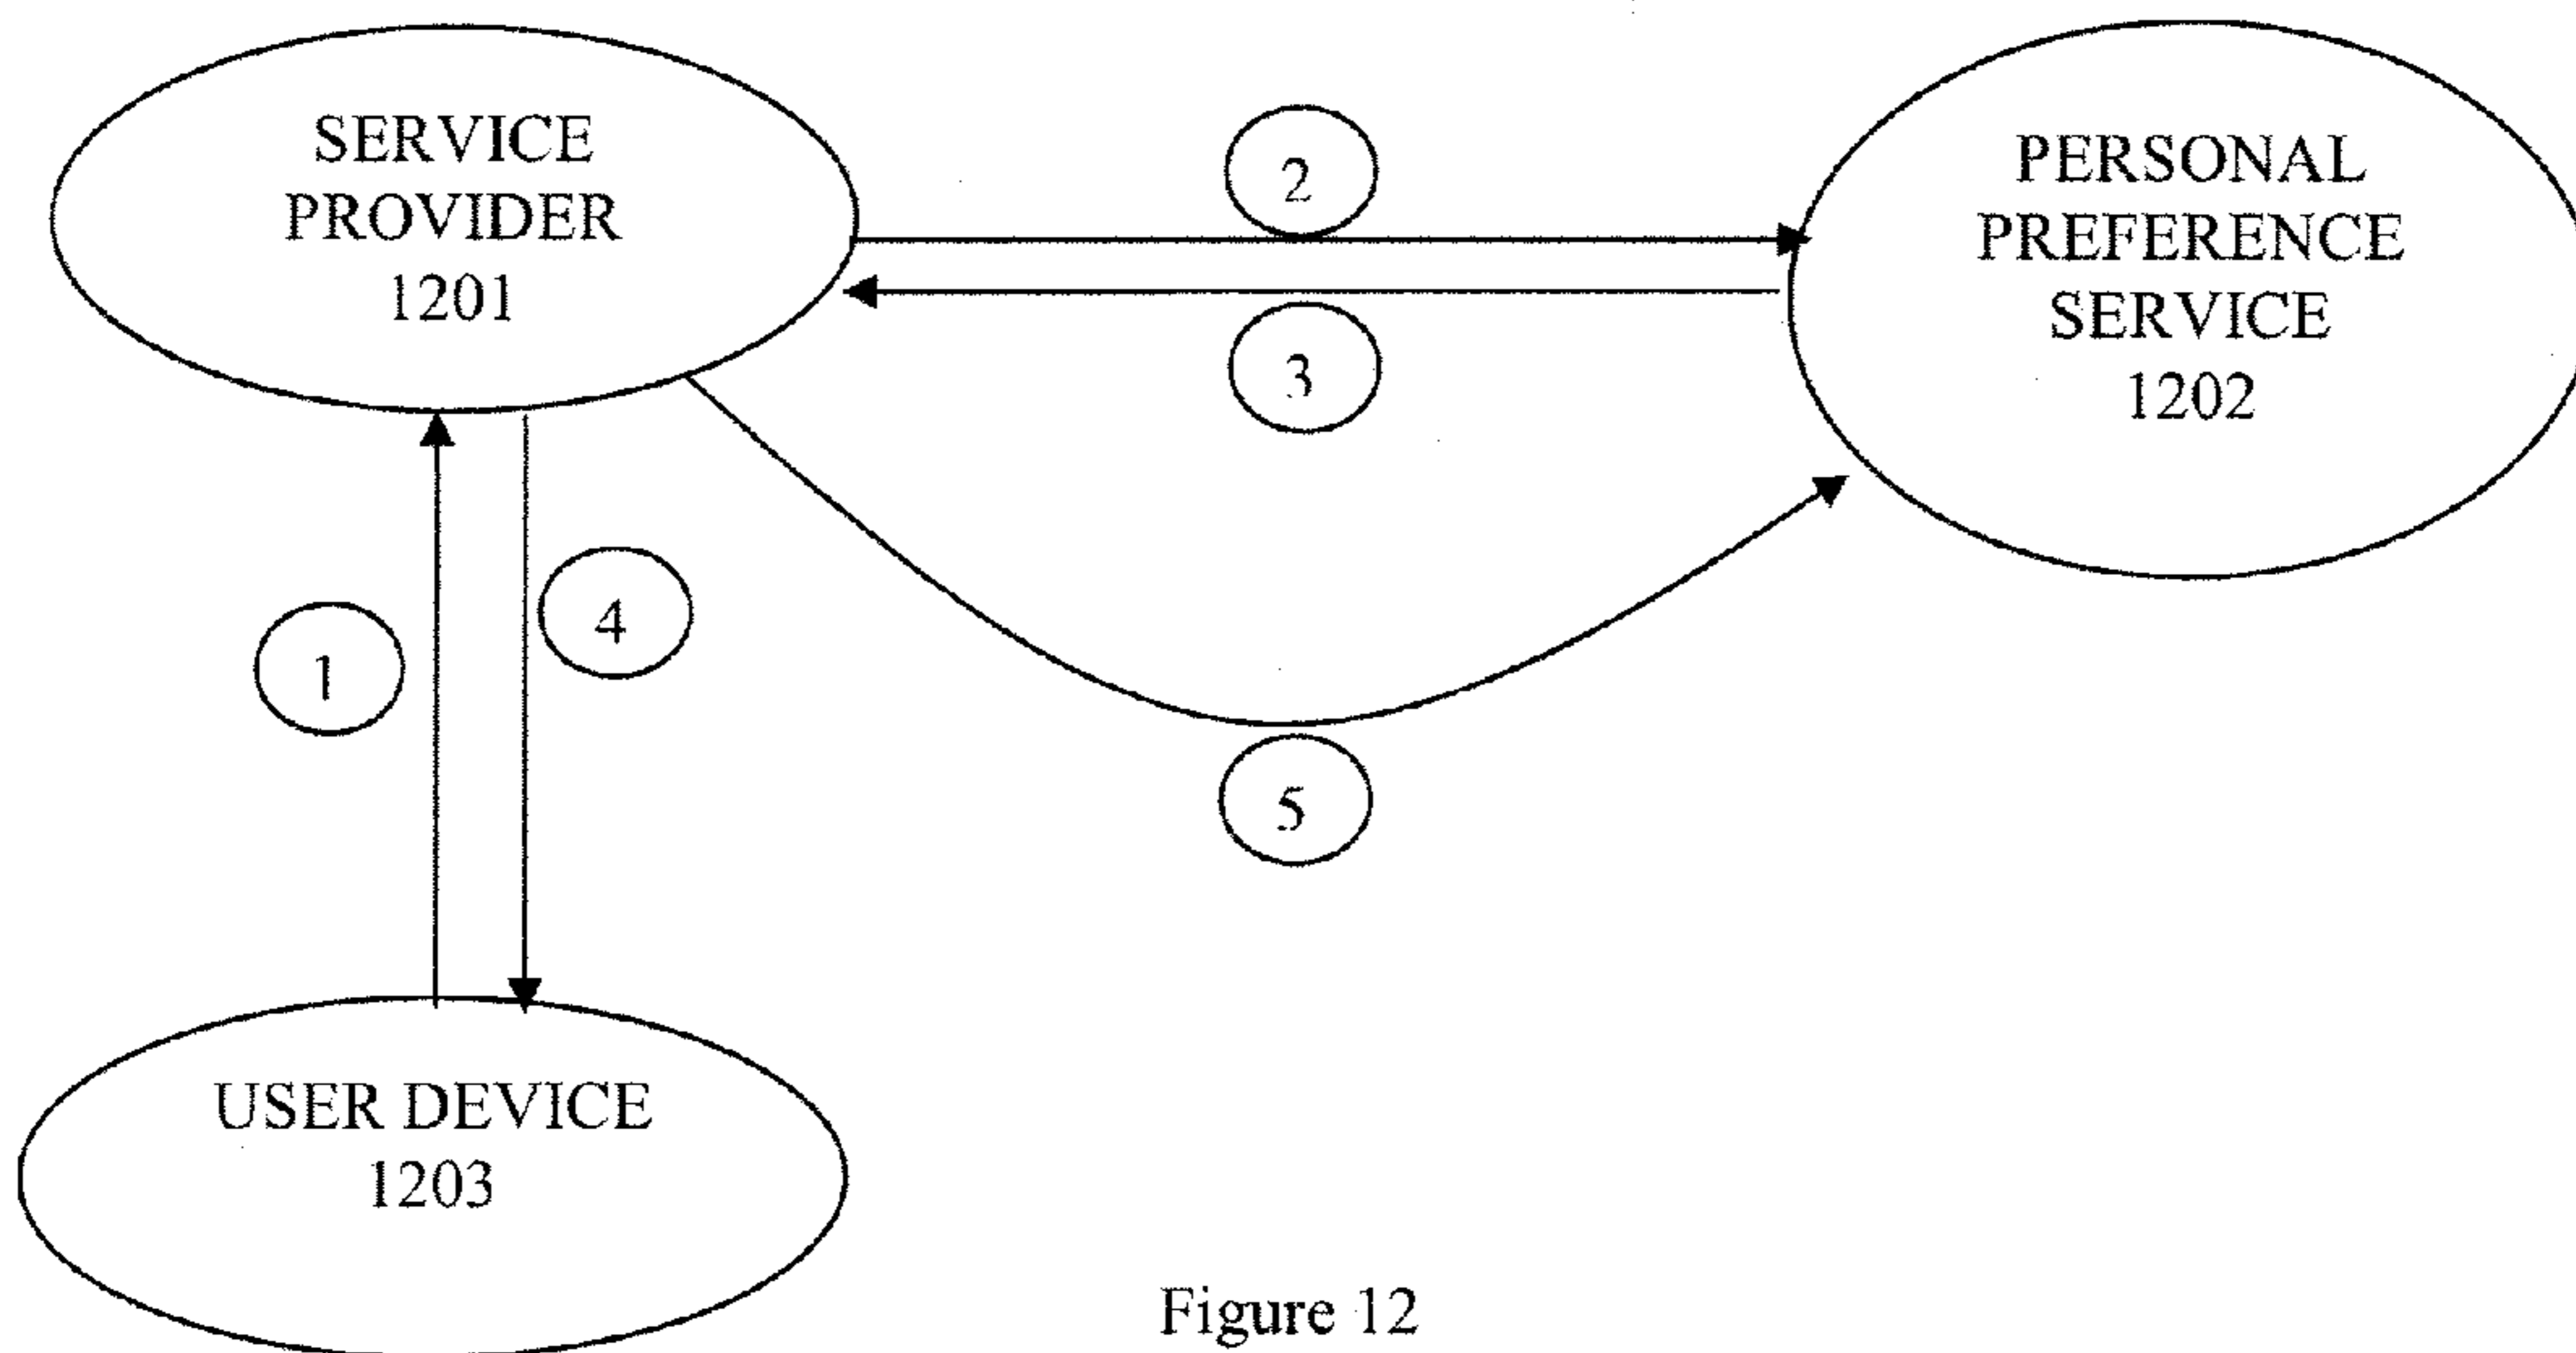 SERVICE
PROVIDER
1201
2
PERSONAL
PREFERENCE
SERVICE
1202
3
1
4
5
USER DEVICE
1203
Figure 12